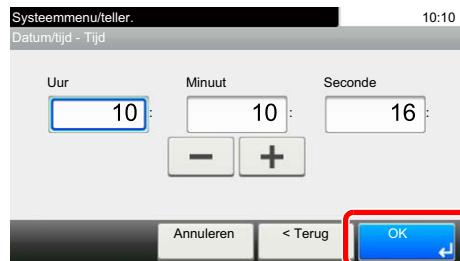 Systeemmenu/teller. 10:10
Datum/tijd - Tijd
Uur Minuut Seconde
10 : 10 : 16 :
− +
Annuleren < Terug OK